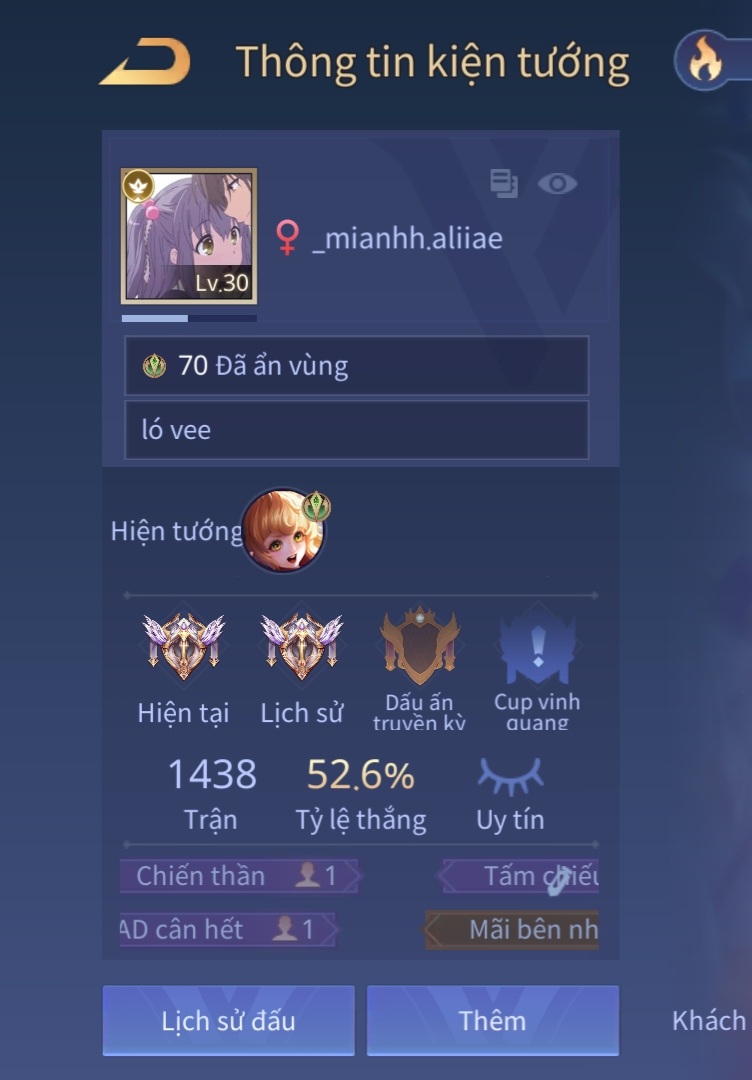 Thông tin kiện tướng
_mianhh.aliiae
Lv.30
70 Đã ẩn vùng
ló vee
Hiện tướng
Hiện tại
Lịch sử
Dấu ấn
truyền kỳ
Cup vinh
quang
1438
52.6%
Trận
Tỷ lệ thắng
Uy tín
Chiến thần 1
Tấm chiếu
AD cân hết 1
Mãi bên nh
Lịch sử đấu
Thêm
Khách